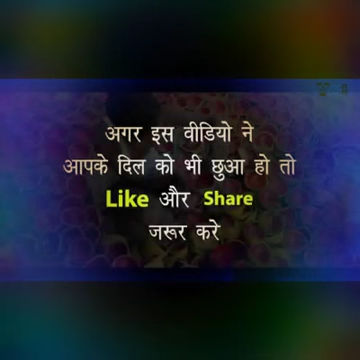 अगर इस वीडियो ने
आपके दिल को भी छुआ हो तो
Like और Share
जरूर करे